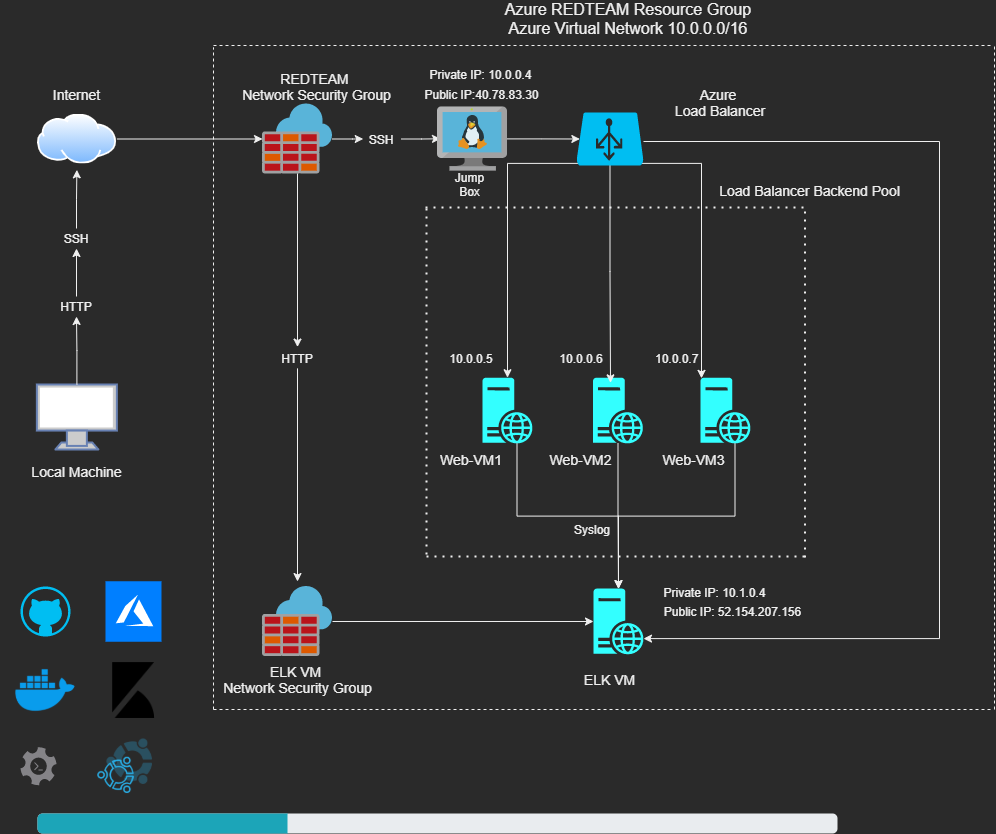 Azure REDTEAM Resource Group
Azure Virtual Network 10.0.0.0/16
Internet
REDTEAM
Network Security Group
Private IP: 10.0.0.4
Public IP:40.78.83.30
Azure
Load Balancer
SSH
Jump
Box
Load Balancer Backend Pool
SSH
HTTP
HTTP
10.0.0.5
10.0.0.6
10.0.0.7
Local Machine
Web-VM1
Web-VM2
Web-VM3
Syslog
Private IP: 10.1.0.4
Public IP: 52.154.207.156
ELK VM
Network Security Group
ELK VM